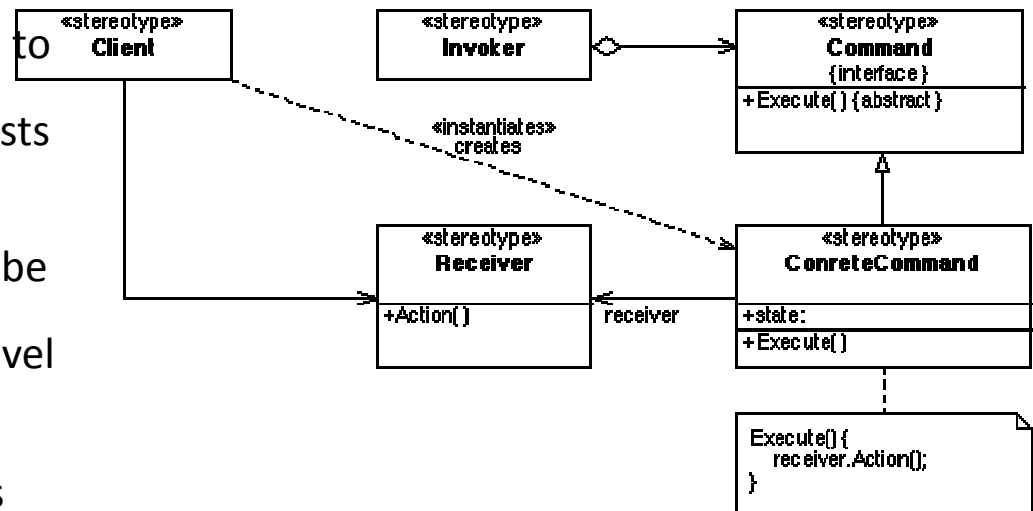 to
sts
be
vel
s
«stereotype»
Client
«stereotype»
Invoker
«stereotype»
Command
{interface}
+Execute() {abstract}
«instantiates»
creates
«stereotype»
Receiver
+Action()
receiver
«stereotype»
ConreteCommand
+state:
+Execute()
Execute() {
receiver.Action();
}